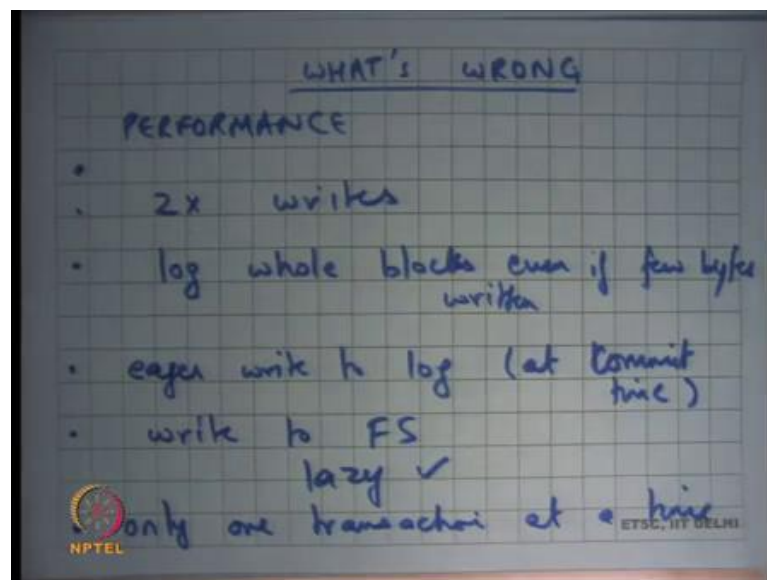 WHAT's WRONG
PERFORMANCE
•
• 2x writes
• log whole blocks even if few bytes
written
• eager write to log (at Commit
time)
• write to FS
lazy ✓
• only one transaction at a time
ETSC, IIT DELHI
NPTEL